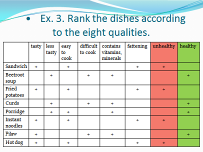 • Ex. 3. Rank the dishes according
to the eight qualities.
tasty less tasty easy to cook difficult to cook contains vitamins, minerals fattening unhealthy healthy
Sandwich + + + +
Beetroot soup + + + +
Fried potatoes + + + +
Curds + + +
Porridge + + + +
Instant noodles + + + +
Pilaw + + + +
Hot dog + + + +